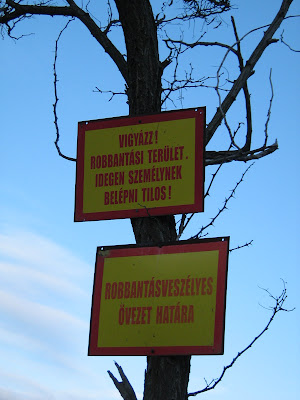 VIGYÁZZ!
ROBBANTÁSI TERÜLET.
IDEGEN SZEMÉLYNEK
BELÉPNI TILOS!
ROBBANTÁSVESZÉLYES
ÖVEZET HATÁRA